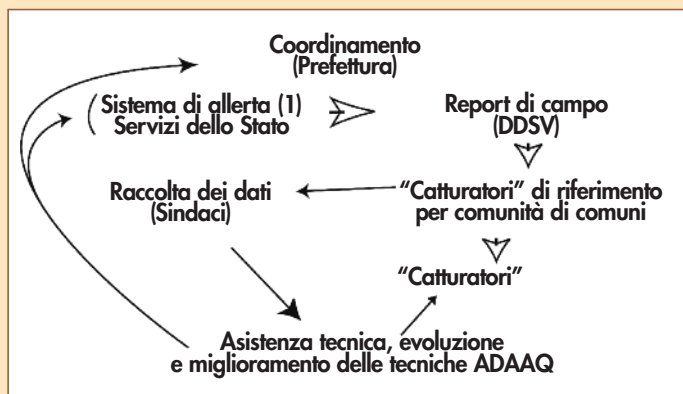 Coordinamento
(Prefettura)
(Sistema di allerta (1)
Servizi dello Stato
Report di campo
(DDSV)
Raccolta dei dati
(Sindaci)
“Catturatori” di riferimento
per comunità di comuni
“Catturatori”
Asistenza tecnica, evoluzione
e miglioramento delle tecniche ADAAQ